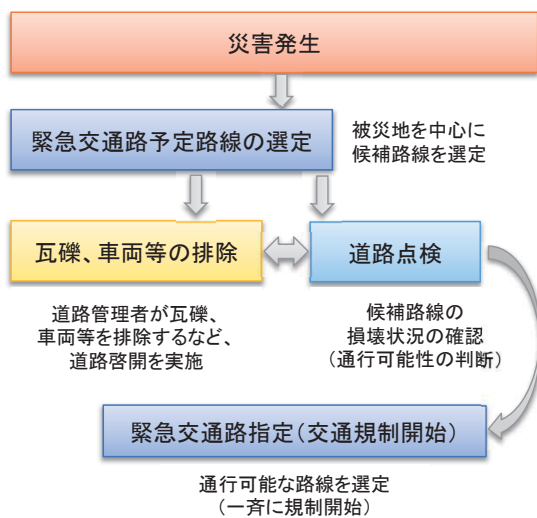 災害発生
緊急交通路予定路線の選定
被災地を中心に
候補路線を選定
瓦礫、車両等の排除
道路点検
道路管理者が瓦礫、
車両等を排除するなど、
道路啓開を実施
候補路線の
損壊状況の確認
（通行可能性の判断）
緊急交通路指定（交通規制開始）
通行可能な路線を選定
（一斉に規制開始）